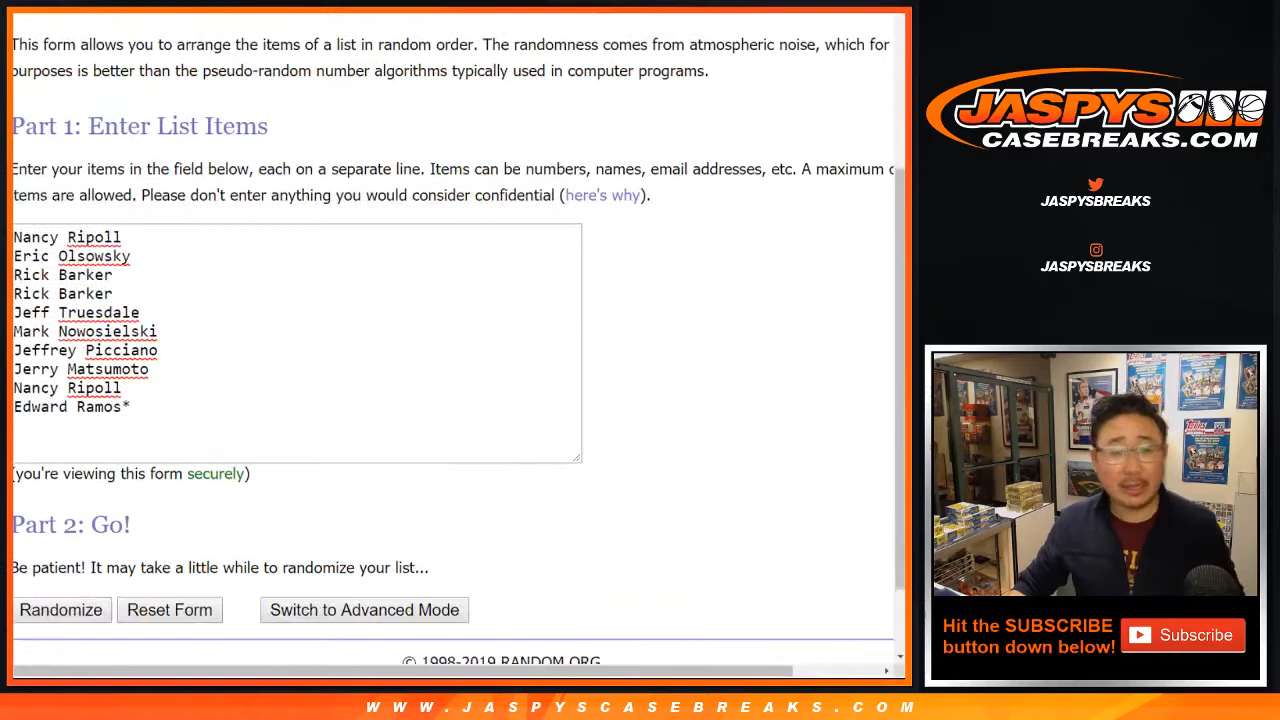 This form allows you to arrange the items of a list in random order. The randomness comes from atmospheric noise, which for
purposes is better than the pseudo-random number algorithms typically used in computer programs.
Part 1: Enter List Items
Enter your items in the field below, each on a separate line. Items can be numbers, names, email addresses, etc. A maximum
items are allowed. Please don't enter anything you would consider confidential (here's why).
Nancy Ripoll
Eric Olsowsky
Rick Barker
Rick Barker
Jeff Truesdale
Mark Nowosielski
Jeffrey Picciano
Jerry Matsumoto
Nancy Ripoll
Edward Ramos*
(you're viewing this form securely)
Part 2: Go!
Be patient! It may take a little while to randomize your list...
Randomize Reset Form Switch to Advanced Mode
© 1998-2019 RANDOM.ORG
JASPYS
CASEBREAKS.COM
JASPYSBREAKS
JASPYSBREAKS
Hit the SUBSCRIBE
button down below!
Subscribe
WWW.JASPYSCASEBREAKS.COM